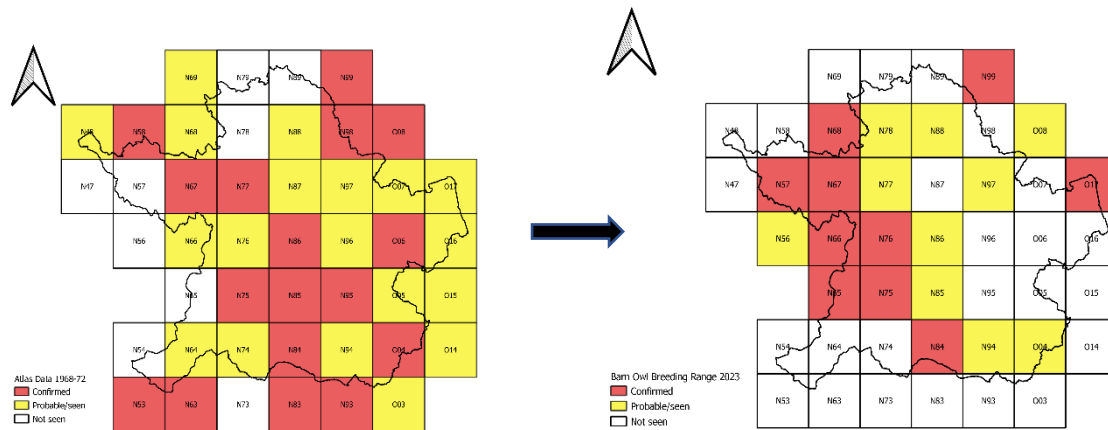 N69 N79 N89 N99
N48 N58 N68 N78 N88 N98 O08
N47 N57 N67 N77 N87 N97 O07 O17
N56 N66 N76 N86 N96 O06 O16
N65 N75 N85 N95 O05 O15
N54 N64 N74 N84 N94 O04 O14
N53 N63 N73 N83 N93 O03
Atlas Data 1968-72
Confirmed
Probable/seen
Not seen
N69 N79 N89 N99
N48 N58 N68 N78 N88 N98 O08
N47 N57 N67 N77 N87 N97 O07 O17
N56 N66 N76 N86 N96 O06 O16
N65 N75 N85 N95 O05 O15
N54 N64 N74 N84 N94 O04 O14
N53 N63 N73 N83 N93 O03
Barn Owl Breeding Range 2023
Confirmed
Probable/seen
Not seen